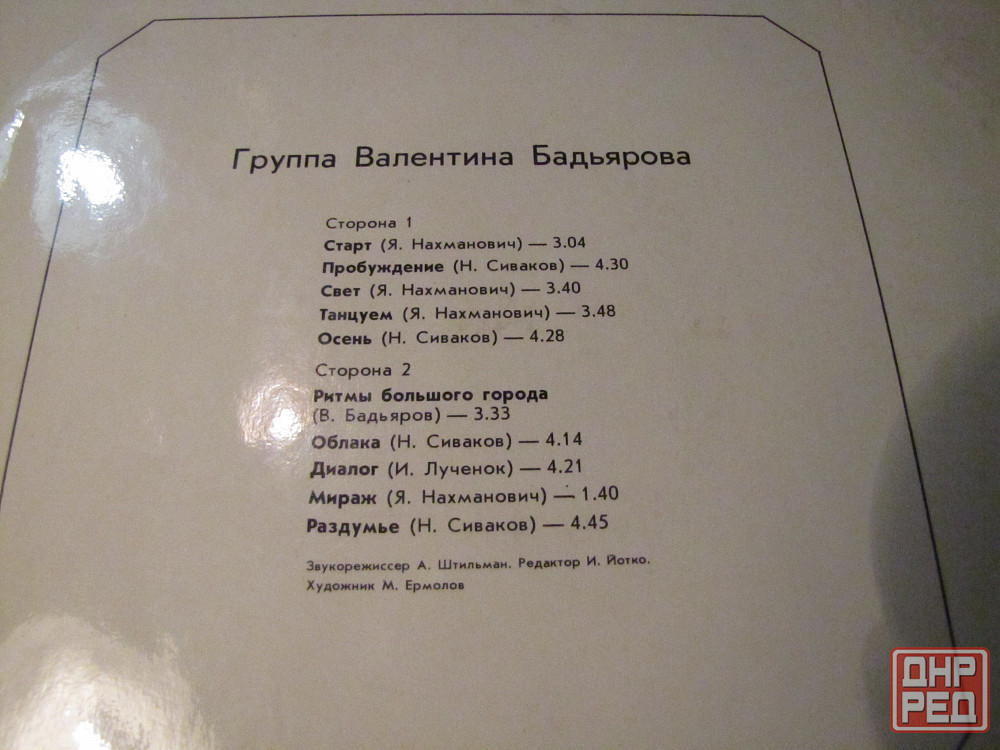 Группа Валентина Бадьярова
Сторона 1
Старт (Я. Нахманович) — 3.04
Пробуждение (Н. Сиваков) — 4.30
Свет (Я. Нахманович) — 3.40
Танцуем (Я. Нахманович) — 3.48
Осень (Н. Сиваков) — 4.28
Сторона 2
Ритмы большого города
(В. Бадьяров) — 3.33
Облака (Н. Сиваков) — 4.14
Диалог (И. Лученок) — 4.21
Мираж (Я. Нахманович) — 1.40
Раздумье (Н. Сиваков) — 4.45
Звукорежиссер А. Штильман. Редактор И. Йотко.
Художник М. Ермолов
ДНР
РЕД